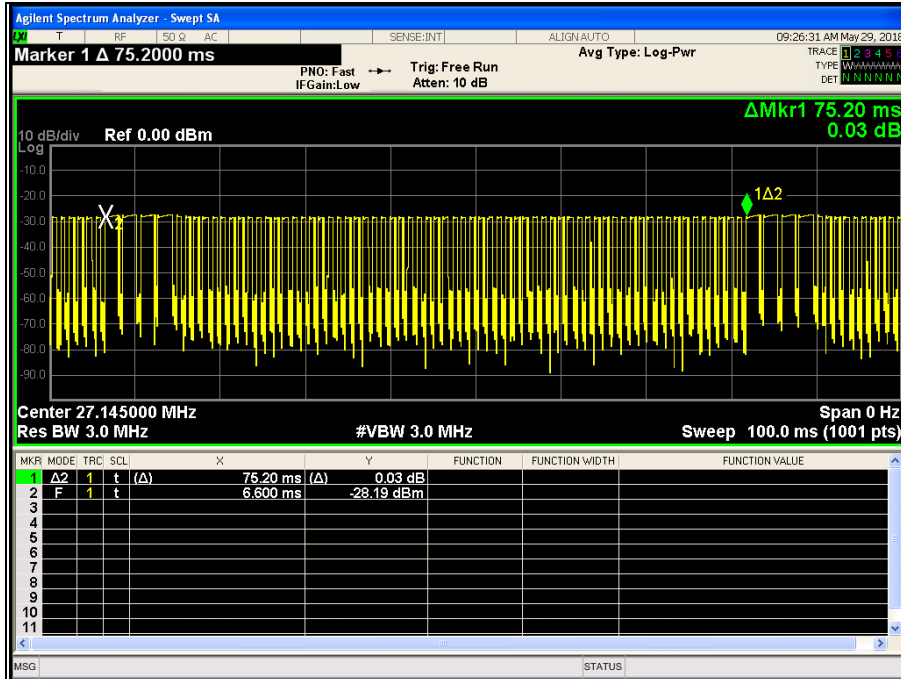 Agilent Spectrum Analyzer - Swept SA
LXI T RF 50 Ω AC SENSE:INT ALIGN AUTO 09:26:31 AM May 29, 2018
Marker 1 Δ 75.2000 ms
PNO: Fast Trig: Free Run Avg Type: Log-Pwr TRACE 1 2 3 4 5 6
IFGain:Low Atten: 10 dB TYPE
DET N N N N N N
ΔMkr1 75.20 ms
10 dB/div Ref 0.00 dBm 0.03 dB
Log
-10.0
-20.0
1Δ2
-30.0
2
-40.0
-50.0
-60.0
-70.0
-80.0
-90.0
Center 27.145000 MHz Span 0 Hz
Res BW 3.0 MHz #VBW 3.0 MHz Sweep 100.0 ms (1001 pts)
MKR MODE TRC SCL X Y FUNCTION FUNCTION WIDTH FUNCTION VALUE
1 Δ2 1 t (Δ) 75.20 ms (Δ) 0.03 dB
2 F 1 t 6.600 ms -28.19 dBm
3
4
5
6
7
8
9
10
11
MSG STATUS